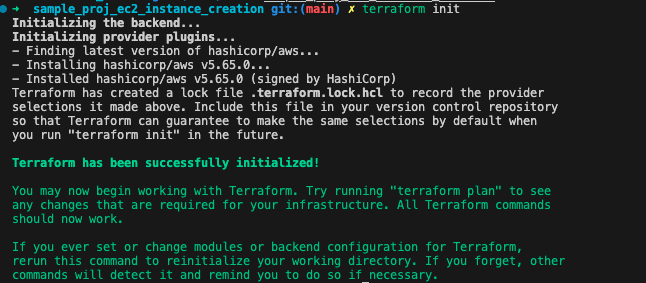 → sample_proj_ec2_instance_creation git:(main) ✗ terraform init
Initializing the backend...
Initializing provider plugins...
- Finding latest version of hashicorp/aws...
- Installing hashicorp/aws v5.65.0...
- Installed hashicorp/aws v5.65.0 (signed by HashiCorp)
Terraform has created a lock file .terraform.lock.hcl to record the provider
selections it made above. Include this file in your version control repository
so that Terraform can guarantee to make the same selections by default when
you run "terraform init" in the future.
Terraform has been successfully initialized!
You may now begin working with Terraform. Try running "terraform plan" to see
any changes that are required for your infrastructure. All Terraform commands
should now work.
If you ever set or change modules or backend configuration for Terraform,
rerun this command to reinitialize your working directory. If you forget, other
commands will detect it and remind you to do so if necessary.